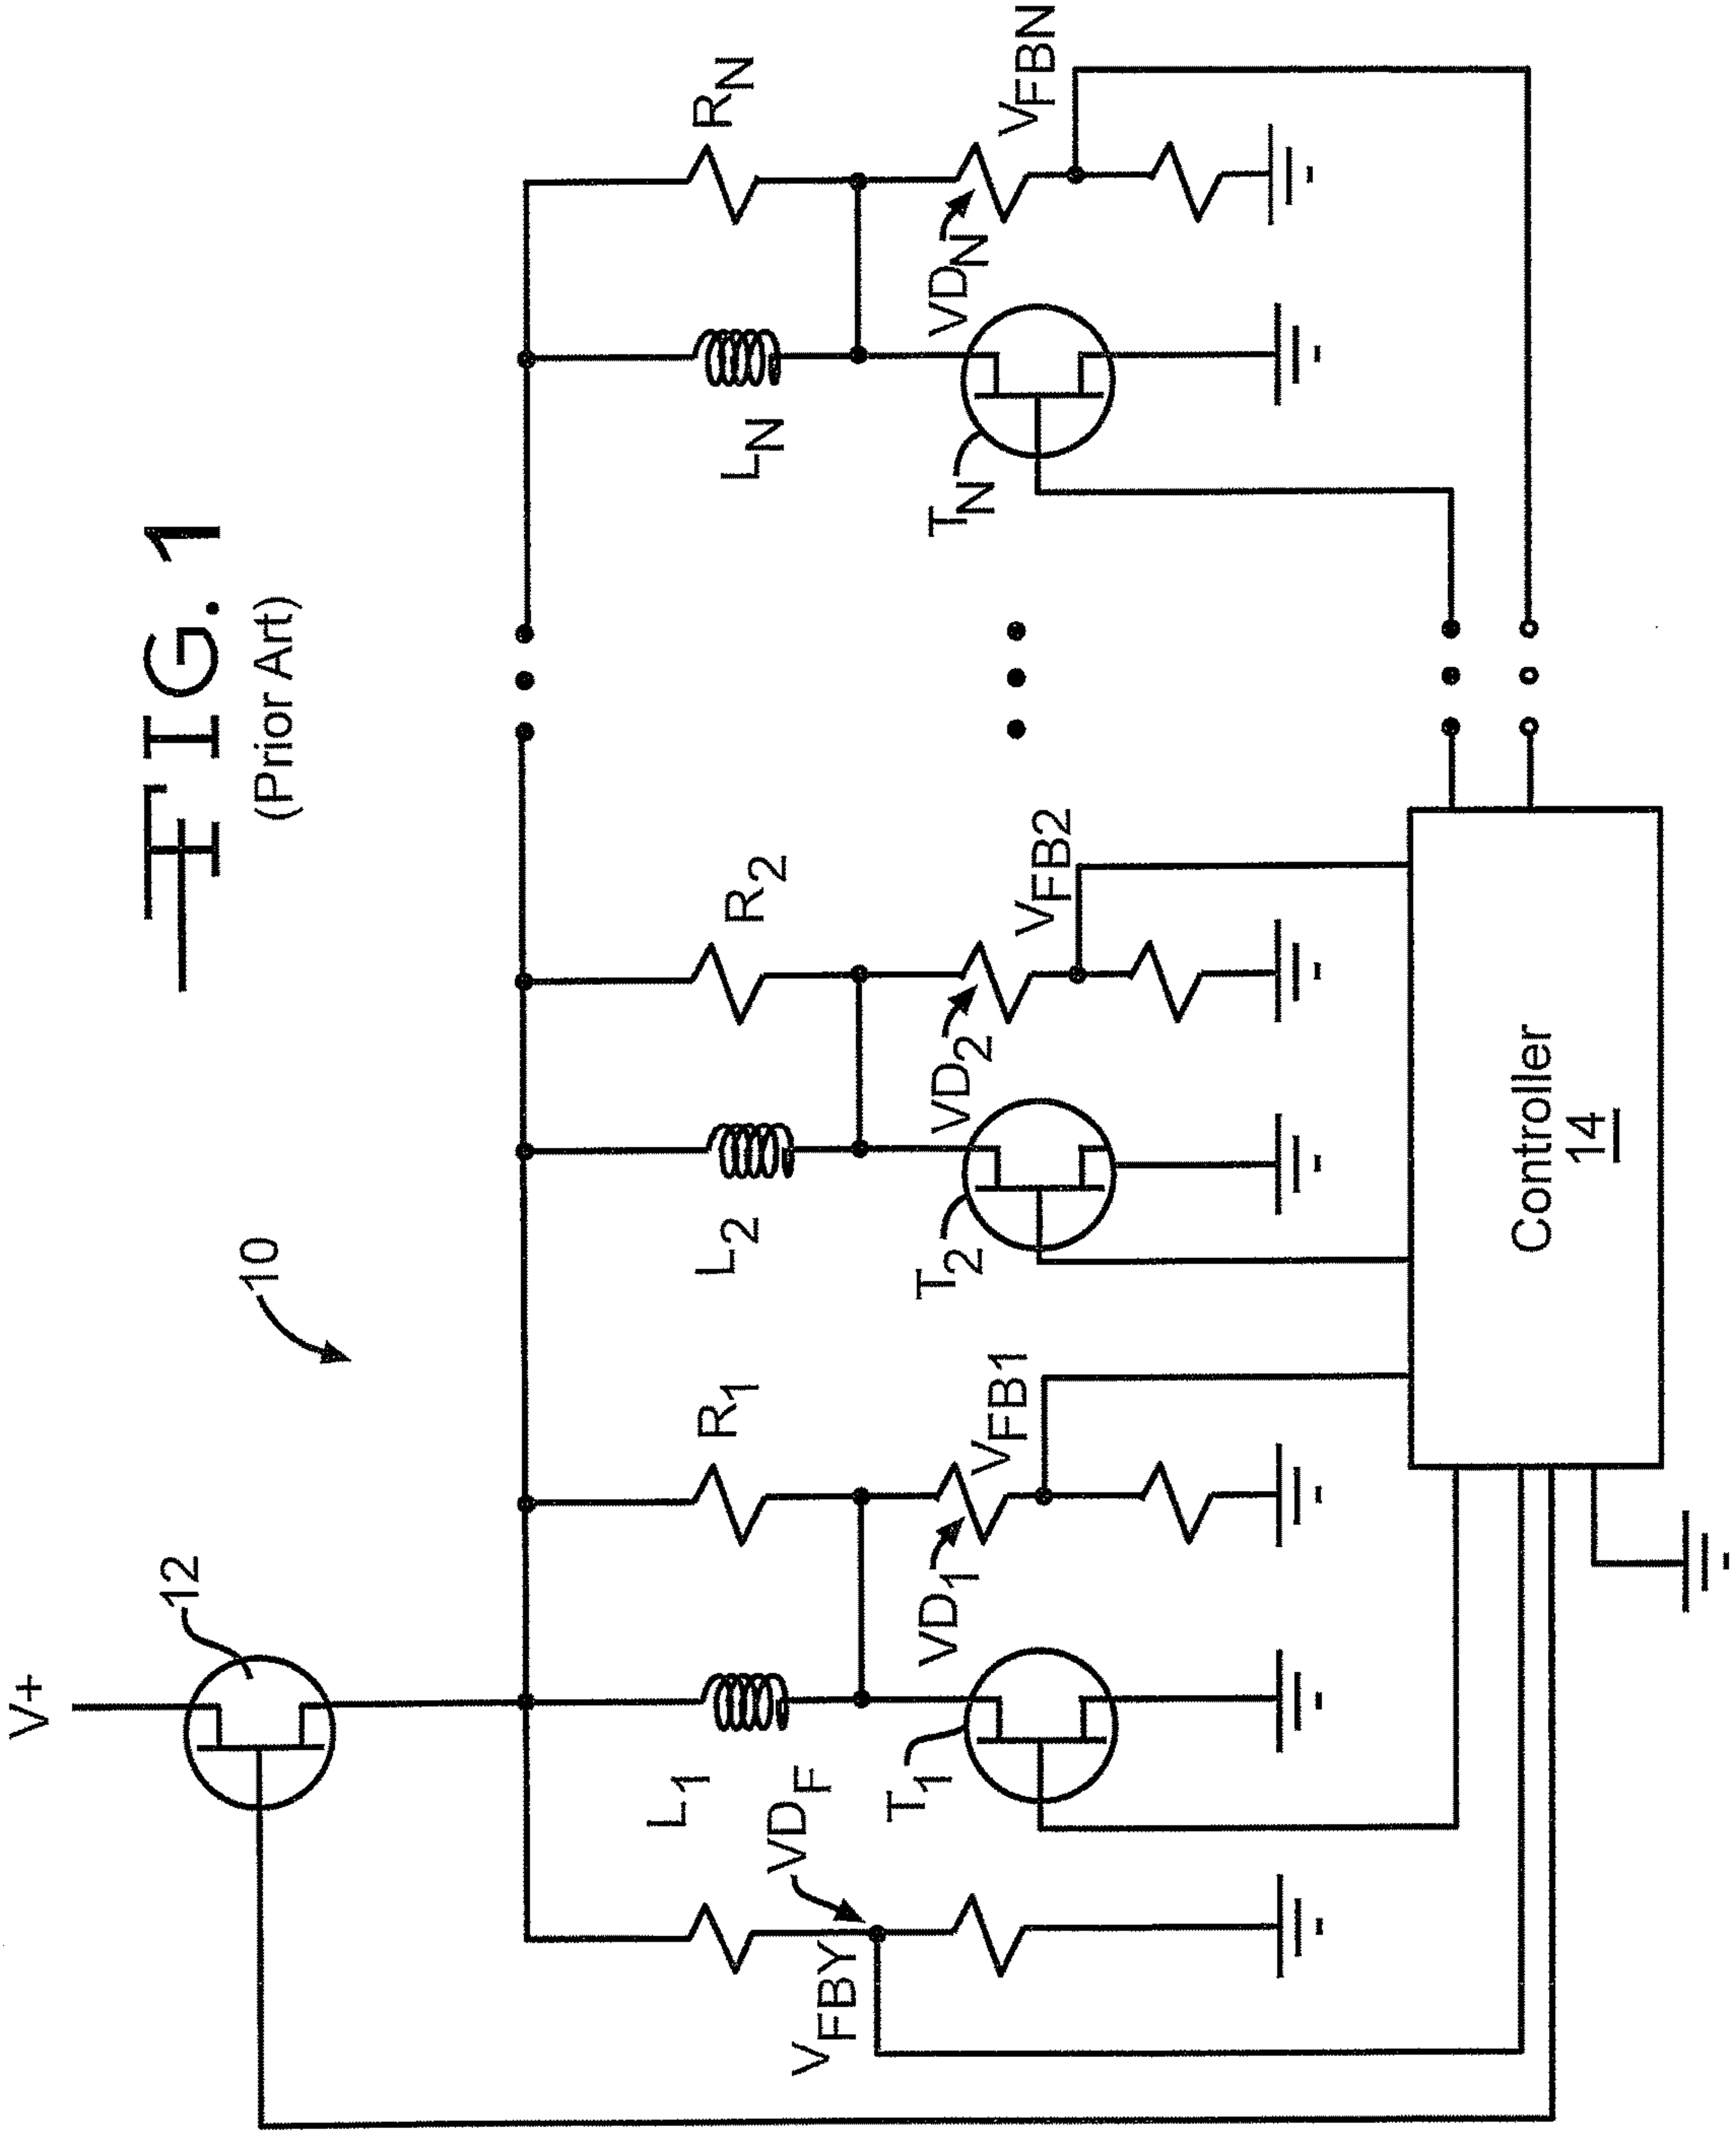 FIG. 1
(Prior Art)
10
V+
12
R1
R2
RN
L1
L2
LN
VDF
VFBY
VD1
VFB1
VD2
VFB2
VDN
VFBN
T1
T2
TN
Controller
14